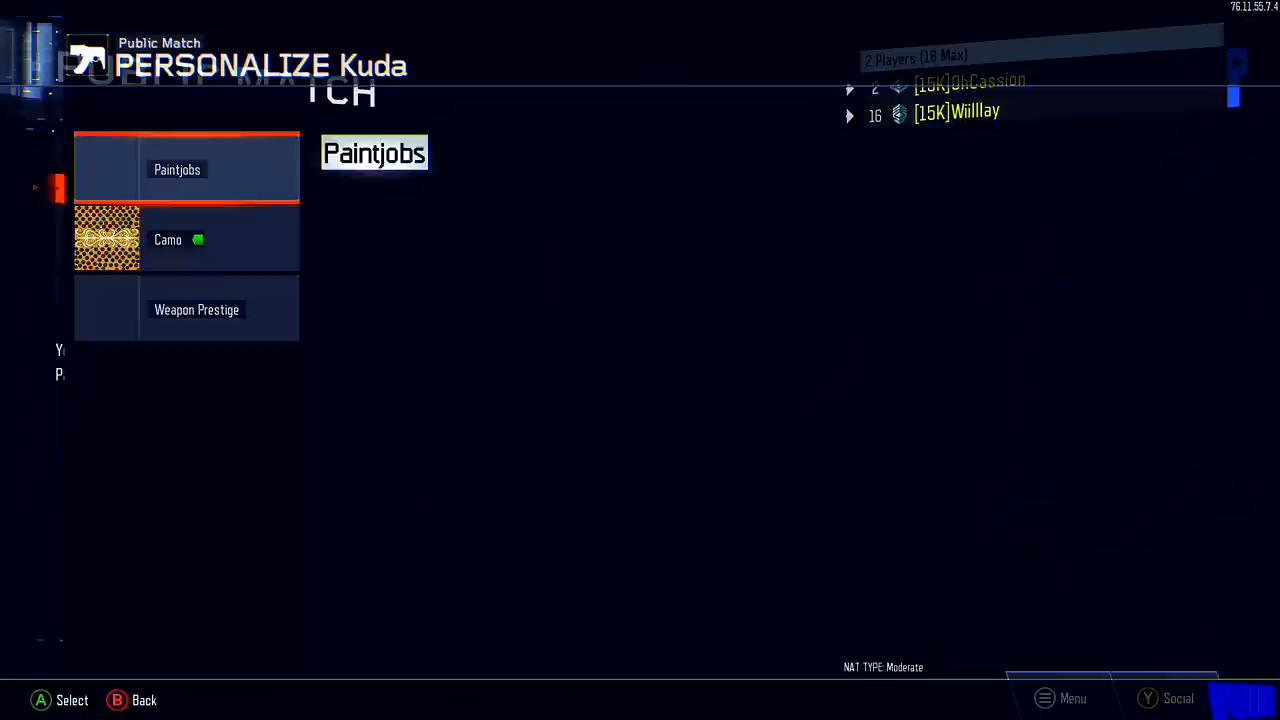 76.11.55.7.4
Public Match
PERSONALIZE Kuda
TCH
2 Players (18 Max)
2 [15K]OhCassion
16 [15K]Wiilllay
Paintjobs
Paintjobs
Camo
Weapon Prestige
NAT TYPE: Moderate
A Select
B Back
Menu
Y Social